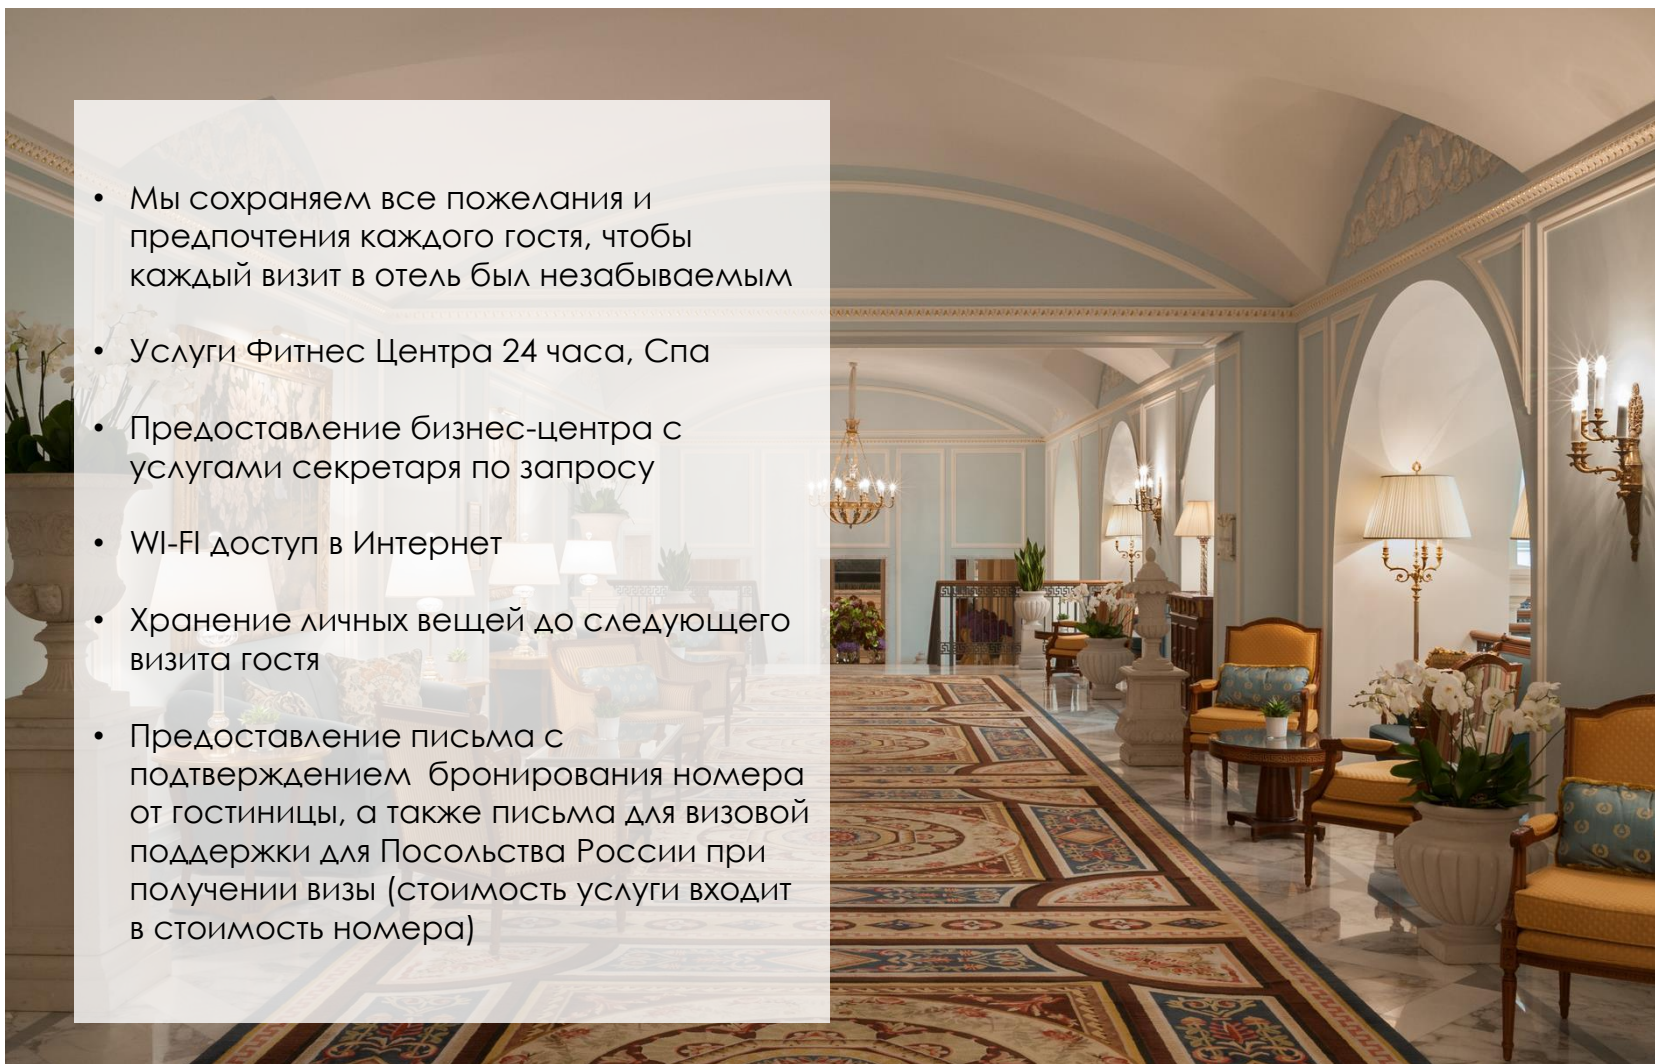 • Мы сохраняем все пожелания и
предпочтения каждого гостя, чтобы
каждый визит в отель был незабываемым
• Услуги Фитнес Центра 24 часа, Спа
• Предоставление бизнес-центра с
услугами секретаря по запросу
• WI-FI доступ в Интернет
• Хранение личных вещей до следующего
визита гостя
• Предоставление письма с
подтверждением  бронирования номера
от гостиницы, а также письма для визовой
поддержки для Посольства России при
получении визы (стоимость услуги входит
в стоимость номера)